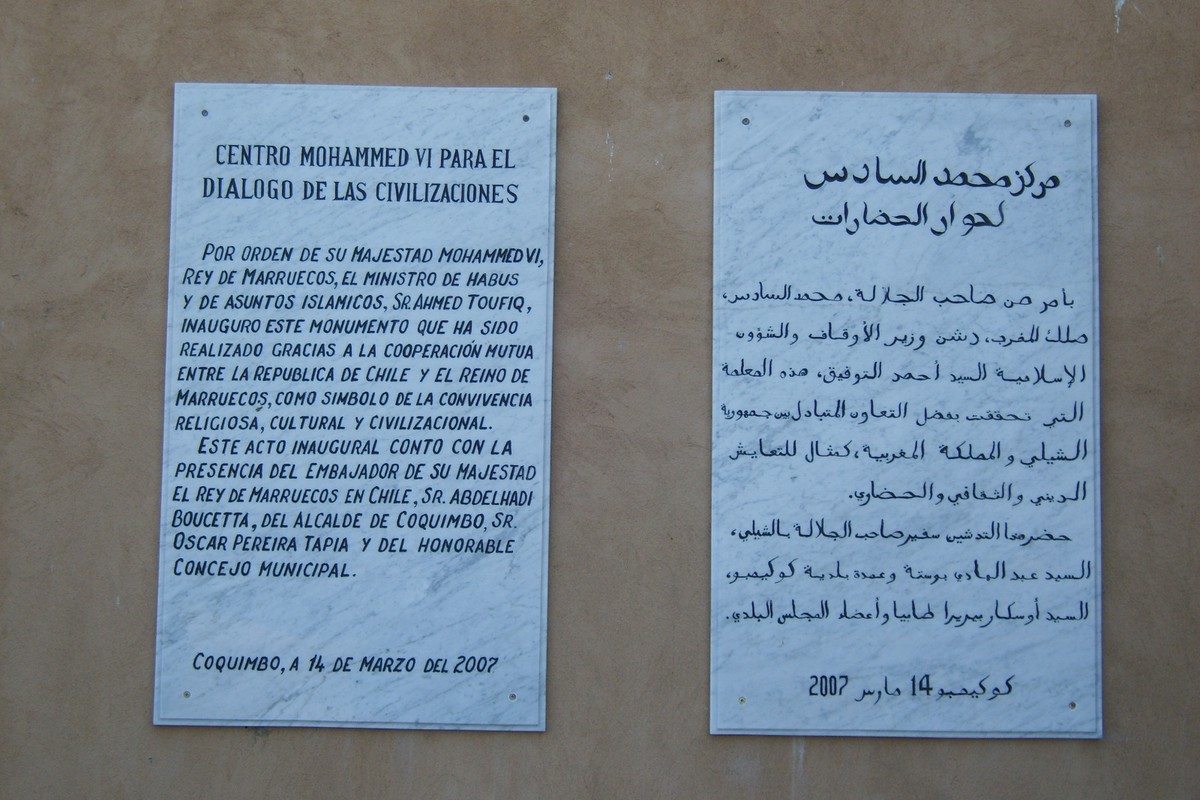 CENTRO MOHAMMED VI PARA EL
DIALOGO DE LAS CIVILIZACIONES
POR ORDEN DE SU MAJESTAD MOHAMMED VI,
REY DE MARRUECOS, EL MINISTRO DE HABUS
Y DE ASUNTOS ISLAMICOS, SR. AHMED TOUFIQ,
INAUGURO ESTE MONUMENTO QUE HA SIDO
REALIZADO GRACIAS A LA COOPERACIÓN MUTUA
ENTRE LA REPUBLICA DE CHILE Y EL REINO DE
MARRUECOS, COMO SIMBOLO DE LA CONVIVENCIA
RELIGIOSA, CULTURAL Y CIVILIZACIONAL.
ESTE ACTO INAUGURAL CONTO CON LA
PRESENCIA DEL EMBAJADOR DE SU MAJESTAD
EL REY DE MARRUECOS EN CHILE, SR. ABDELHADI
BOUCETTA, DEL ALCALDE DE COQUIMBO, SR.
OSCAR PEREIRA TAPIA Y DEL HONORABLE
CONCEJO MUNICIPAL.
COQUIMBO, A 14 DE MARZO DEL 2007
مركز محمد السادس
لحوار الحضارات
بأمر من صاحب الجلالة، محمد السادس،
ملك المغرب، دشن وزير الأوقاف والشؤون
الإسلامية السيد أحمد التوفيق، هذه المعلمة
التي تحققت بفضل التعاون المتبادل بين جمهورية
الشيلي والمملكة المغربية، كمثال للتعايش
الديني والثقافي والحضاري.
حضر هذا التدشين سفير صاحب الجلالة بالشيلي،
السيد عبد الهادي بوستة وعمدة بلدية كوكيمبو،
السيد أوسكار بيريرا طابيا وأعضاء المجلس البلدي.
كوكيمبو 14 مارس 2007